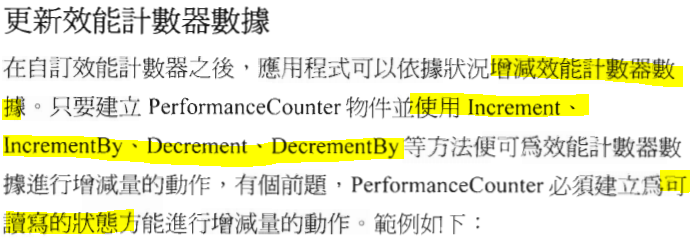 更新效能計數器數據
在自訂效能計數器之後，應用程式可以依據狀況增減效能計數器數
據。只要建立 PerformanceCounter 物件並使用 Increment、
IncrementBy、Decrement、DecrementBy 等方法便可為效能計數器數
據進行增減量的動作，有個前題，PerformanceCounter 必須建立為可
讀寫的狀態方能進行增減量的動作。範例如下：